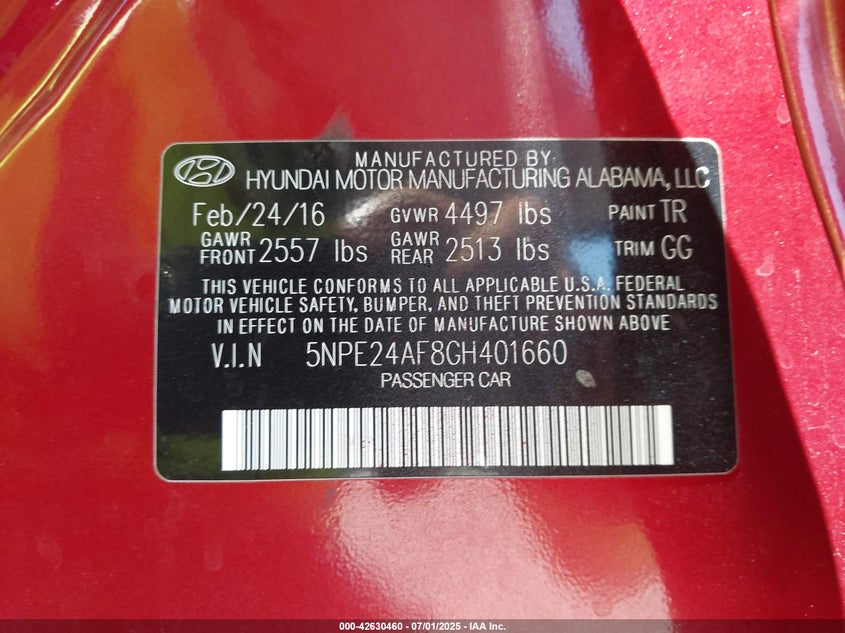 MANUFACTURED BY
HYUNDAI MOTOR MANUFACTURING ALABAMA, LLC
Feb/24/16 GVWR 4497 lbs PAINT TR
GAWR FRONT 2557 lbs GAWR REAR 2513 lbs TRIM GG
THIS VEHICLE CONFORMS TO ALL APPLICABLE U.S.A. FEDERAL
MOTOR VEHICLE SAFETY, BUMPER, AND THEFT PREVENTION STANDARDS
IN EFFECT ON THE DATE OF MANUFACTURE SHOWN ABOVE
V.I.N 5NPE24AF8GH401660
PASSENGER CAR
000-42630460 - 07/01/2025 - IAA Inc.